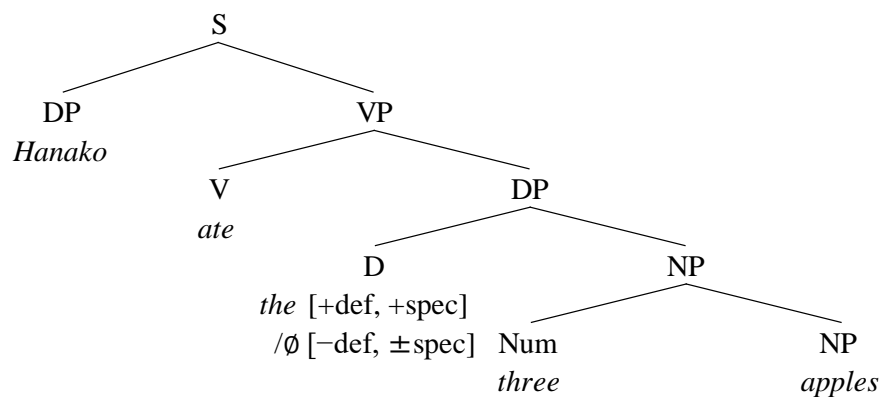 S
DP VP
Hanako
V DP
ate
D NP
the [+def, +spec]
/∅ [−def, ±spec] Num NP
three apples